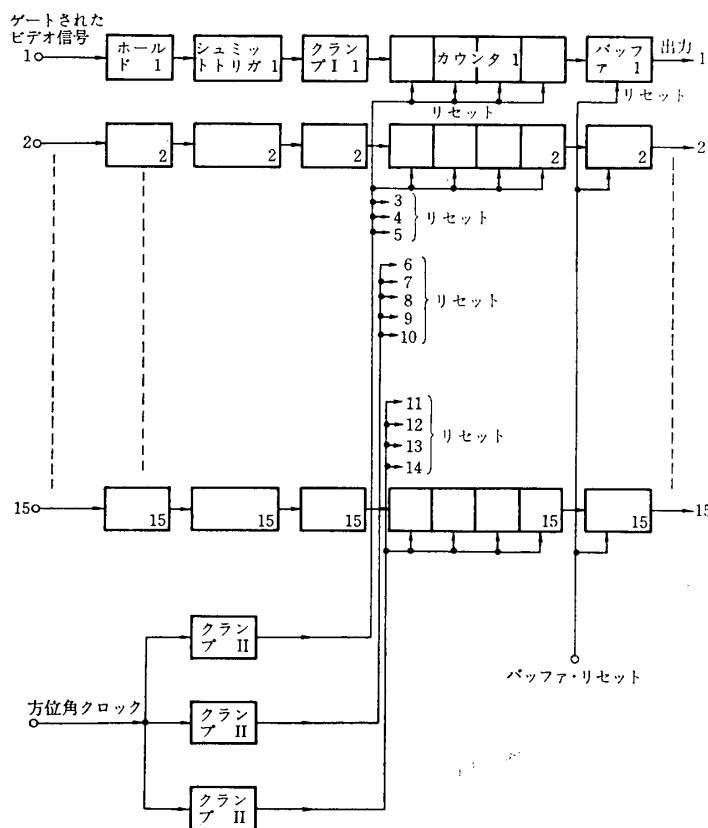 ゲートされた
ビデオ信号
1
ホール
ド 1
シュミッ
トトリガ 1
クラン
プI 1
カウンタ 1
バッフ
ァ 1
出力
1
リセット
リセット
2
2
2
2
2
2
2
3
4
5
リセット
6
7
8
9
10
リセット
11
12
13
14
リセット
15
15
15
15
15
15
15
クラン
プ II
バッファ・リセット
方位角クロック
クラン
プ II
クラン
プ II